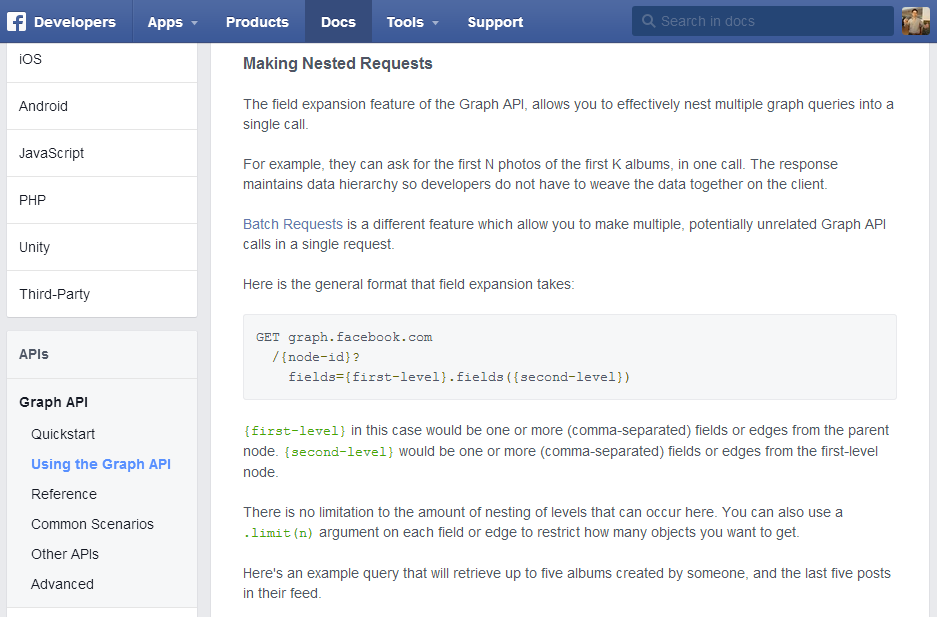 Developers
Apps
Products
Docs
Tools
Support
Search in docs
iOS
Android
JavaScript
PHP
Unity
Third-Party
APIs
Graph API
Quickstart
Using the Graph API
Reference
Common Scenarios
Other APIs
Advanced
Making Nested Requests
The field expansion feature of the Graph API, allows you to effectively nest multiple graph queries into a
single call.
For example, they can ask for the first N photos of the first K albums, in one call. The response
maintains data hierarchy so developers do not have to weave the data together on the client.
Batch Requests is a different feature which allow you to make multiple, potentially unrelated Graph API
calls in a single request.
Here is the general format that field expansion takes:
GET graph.facebook.com
/{node-id}?
fields={first-level}.fields({second-level})
{first-level} in this case would be one or more (comma-separated) fields or edges from the parent
node. {second-level} would be one or more (comma-separated) fields or edges from the first-level
node.
There is no limitation to the amount of nesting of levels that can occur here. You can also use a
.limit(n) argument on each field or edge to restrict how many objects you want to get.
Here's an example query that will retrieve up to five albums created by someone, and the last five posts
in their feed.